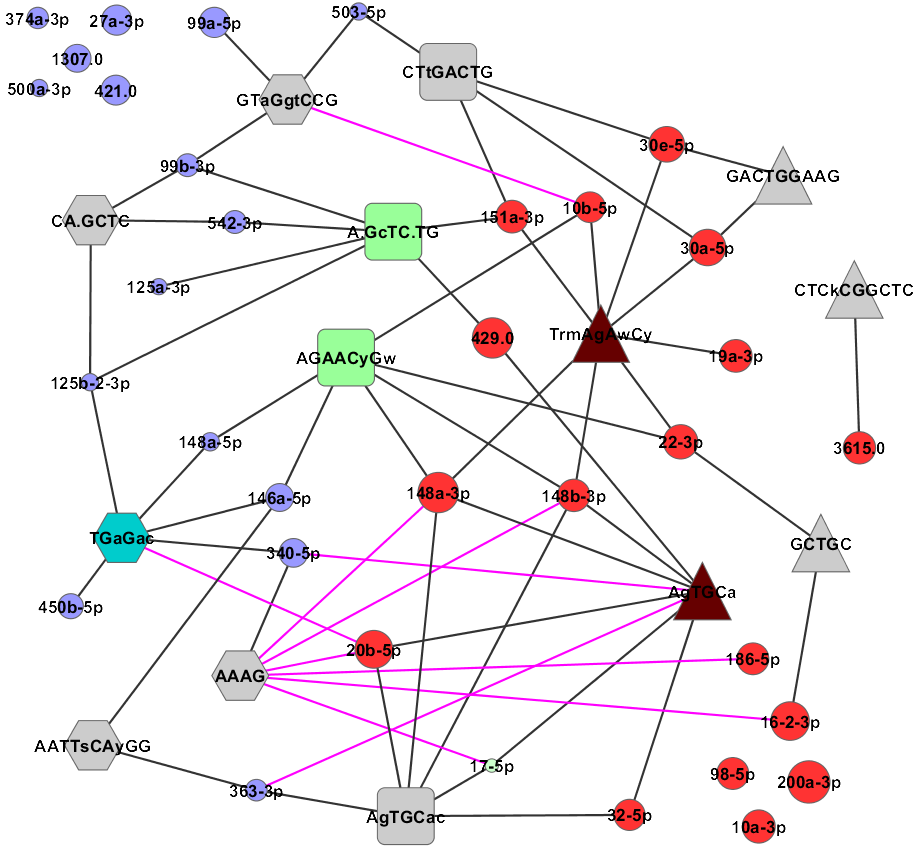 374a-3p
27a-3p
99a-5p
503-5p
1307.0
CTtGACTG
500a-3p
421.0
GTaGgtCCG
30e-5p
99b-3p
GACTGGAAG
CA.GCTC
542-3p
A.GcTC.TG
151a-3p
10b-5p
30a-5p
125a-3p
CTCkCGGCTC
429.0
TrmAgAwCy
AGAACyGw
19a-3p
125b-2-3p
148a-5p
22-3p
3615.0
146a-5p
148a-3p
148b-3p
TGaGac
340-5p
GCTGC
AgTGCa
450b-5p
20b-5p
186-5p
AAAG
16-2-3p
AATTsCAyGG
17-5p
98-5p
200a-3p
363-3p
AgTGCac
32-5p
10a-3p